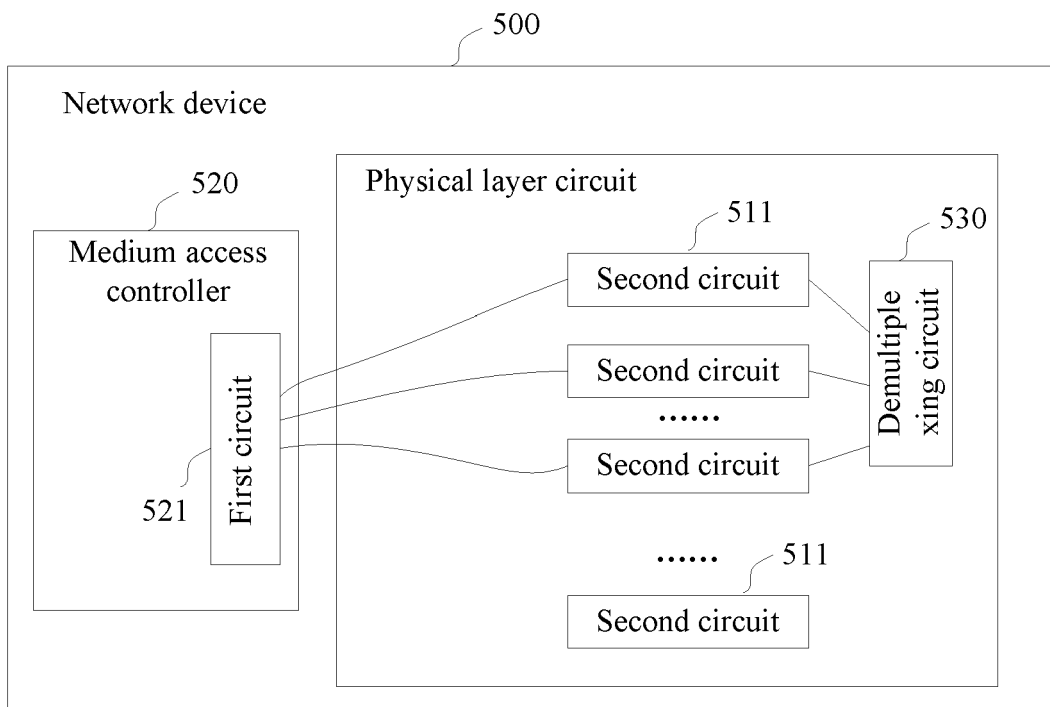 500
Network device
520
Physical layer circuit
511
530
Medium access
controller
Second circuit
Second circuit
......
Second circuit
Demultiple
xing circuit
First circuit
521
......
511
Second circuit